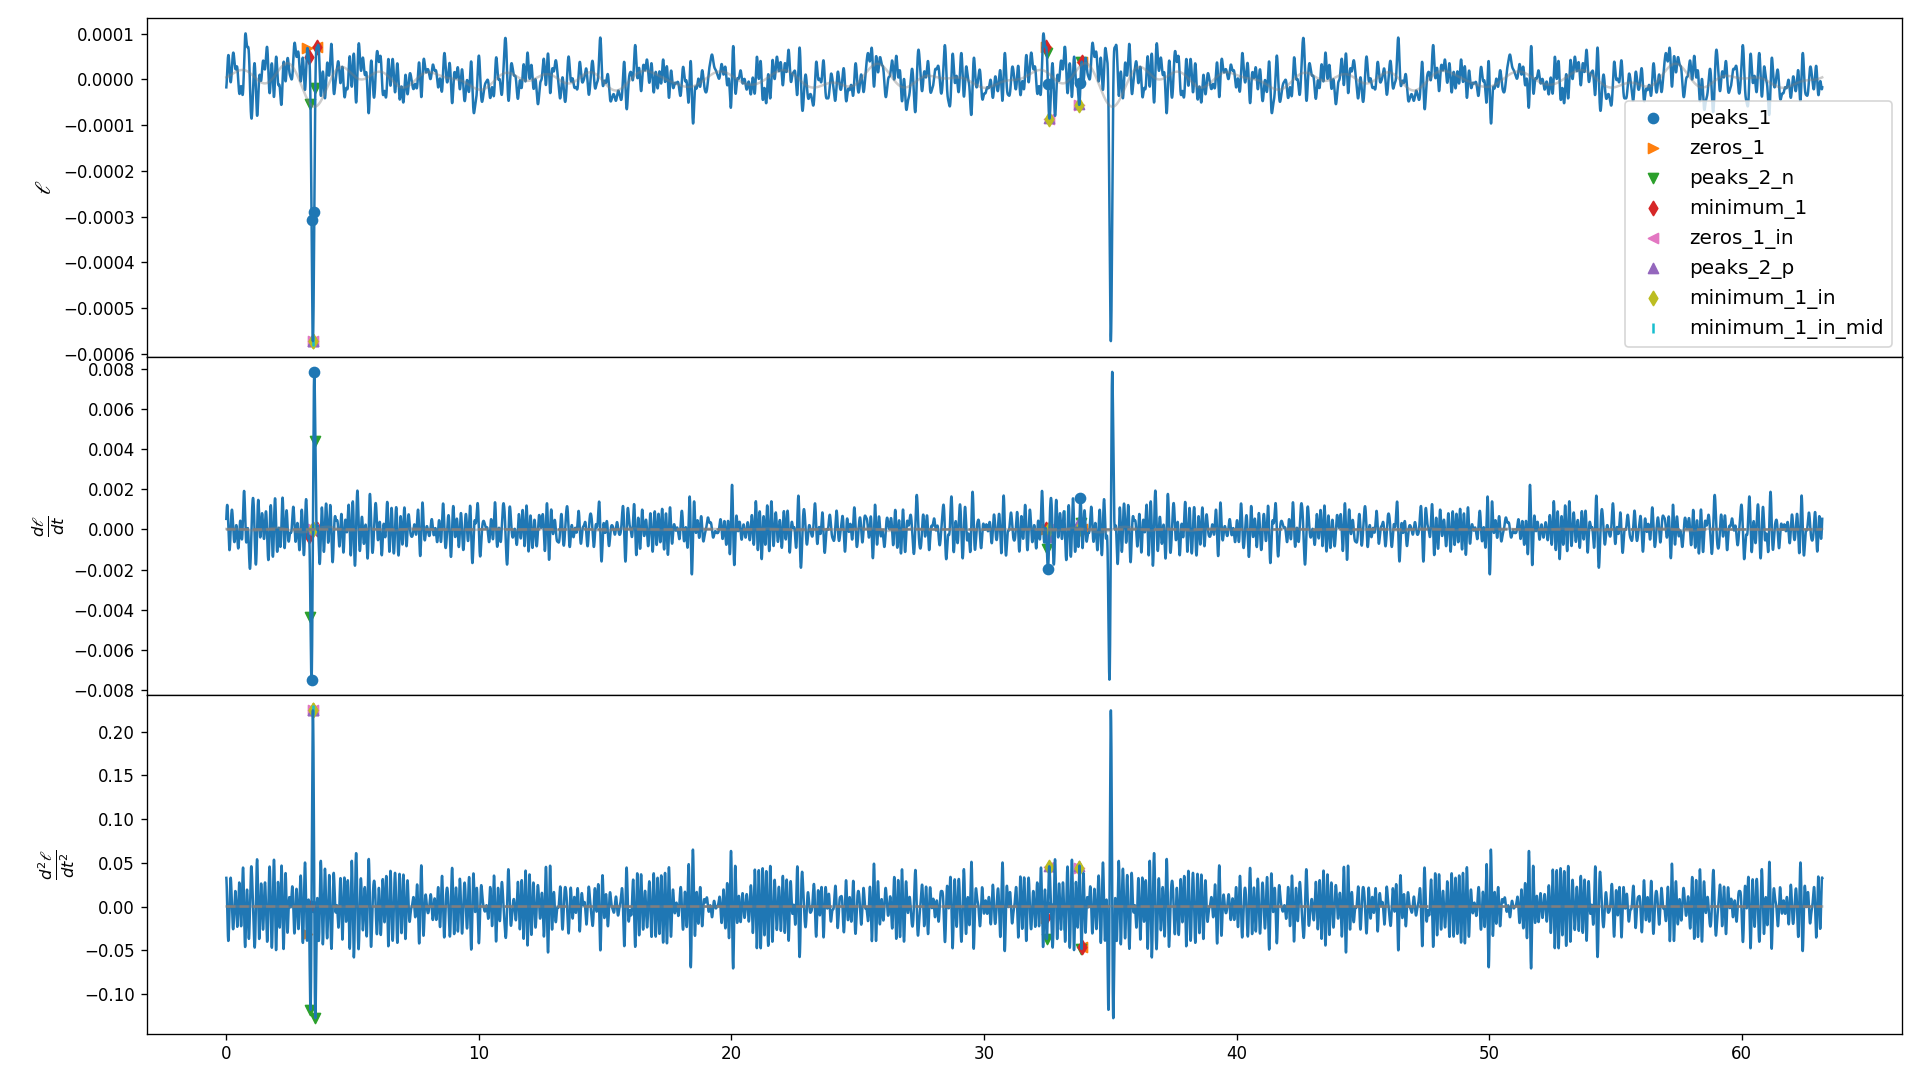 0.0001
0.0000
−0.0001
−0.0002
−0.0003
−0.0004
−0.0005
−0.0006
ℓ
peaks_1
zeros_1
peaks_2_n
minimum_1
zeros_1_in
peaks_2_p
minimum_1_in
minimum_1_in_mid
0.008
0.006
0.004
0.002
0.000
−0.002
−0.004
−0.006
−0.008
dℓ
dt
0.20
0.15
0.10
0.05
0.00
−0.05
−0.10
d²ℓ
dt²
0 10 20 30 40 50 60